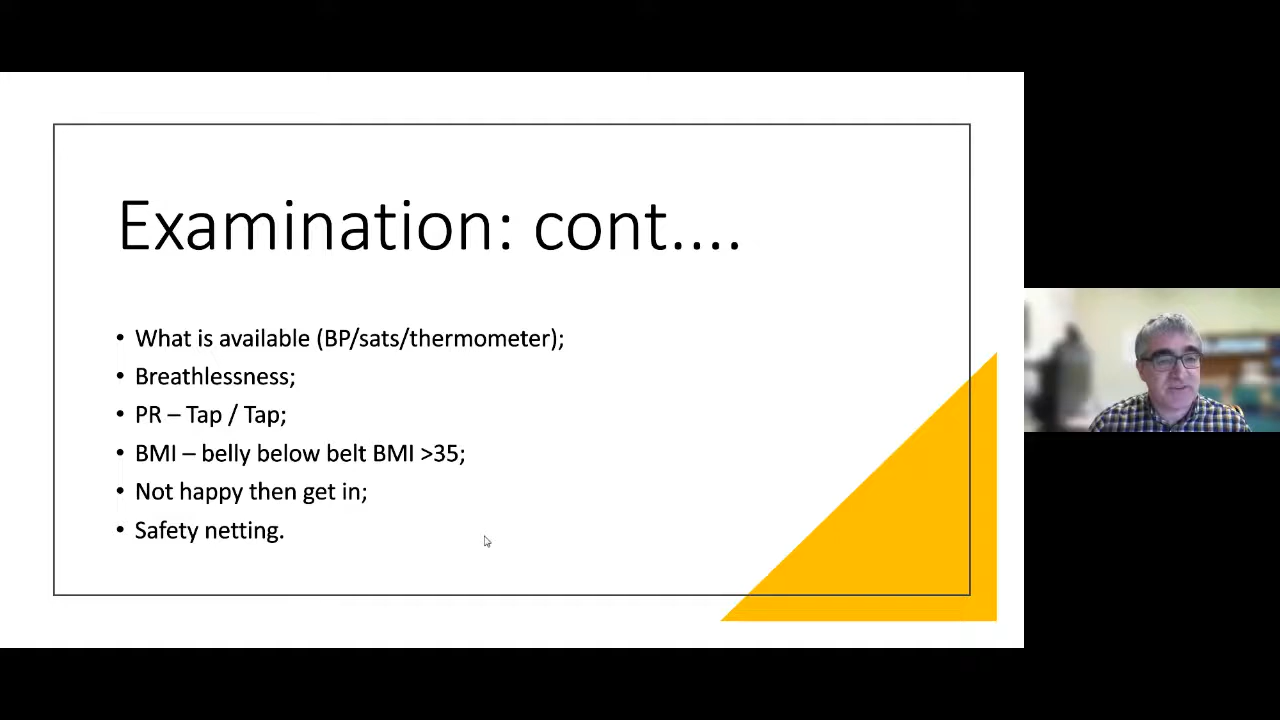 Examination: cont....
• What is available (BP/sats/thermometer);
• Breathlessness;
• PR – Tap / Tap;
• BMI – belly below belt BMI >35;
• Not happy then get in;
• Safety netting.